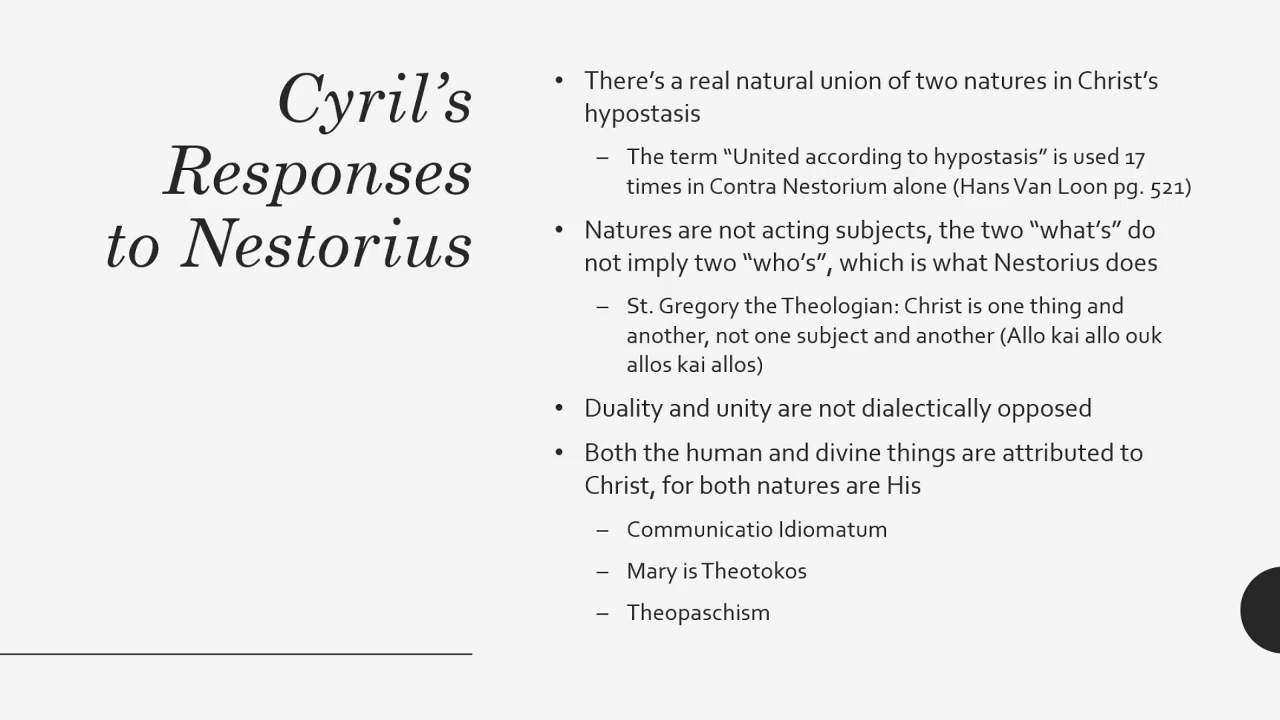 Cyril’s
Responses
to Nestorius
• There’s a real natural union of two natures in Christ’s
hypostasis
– The term “United according to hypostasis” is used 17
times in Contra Nestorium alone (Hans Van Loon pg. 521)
• Natures are not acting subjects, the two “what’s” do
not imply two “who’s”, which is what Nestorius does
– St. Gregory the Theologian: Christ is one thing and
another, not one subject and another (Allo kai allo ouk
allos kai allos)
• Duality and unity are not dialectically opposed
• Both the human and divine things are attributed to
Christ, for both natures are His
– Communicatio Idiomatum
– Mary is Theotokos
– Theopaschism